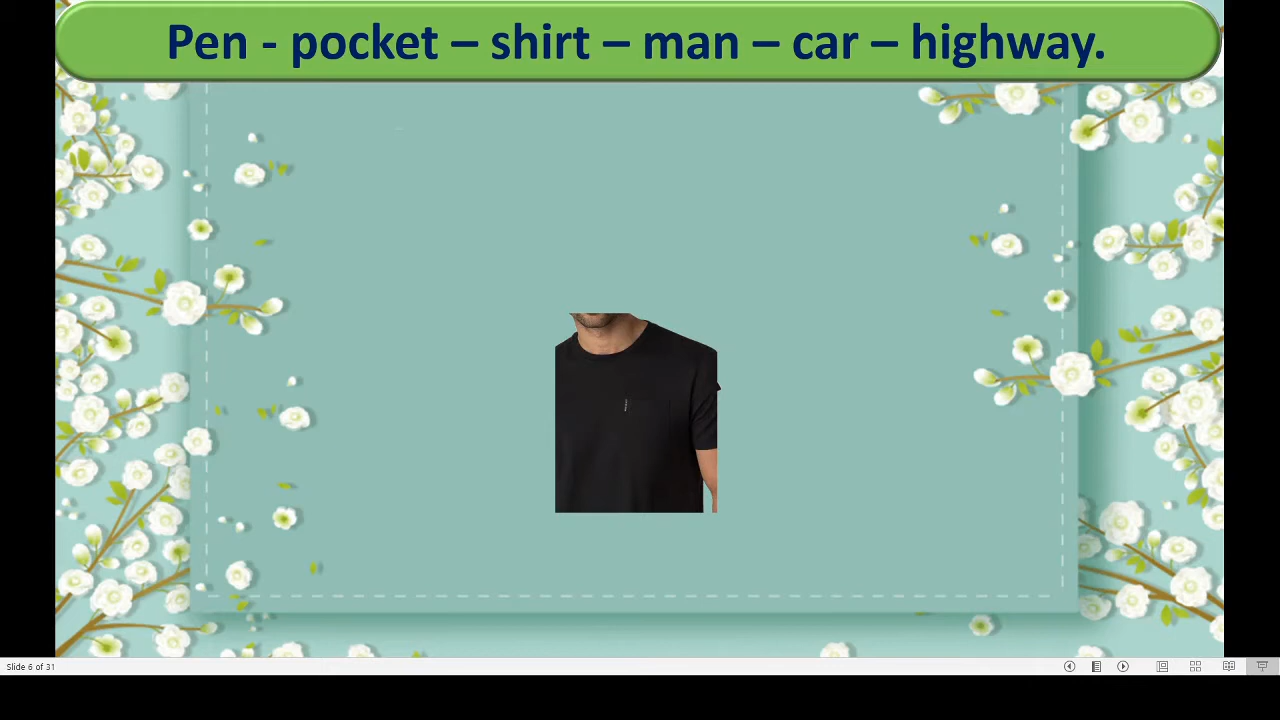 Pen - pocket – shirt – man – car – highway.
Slide 6 of 31